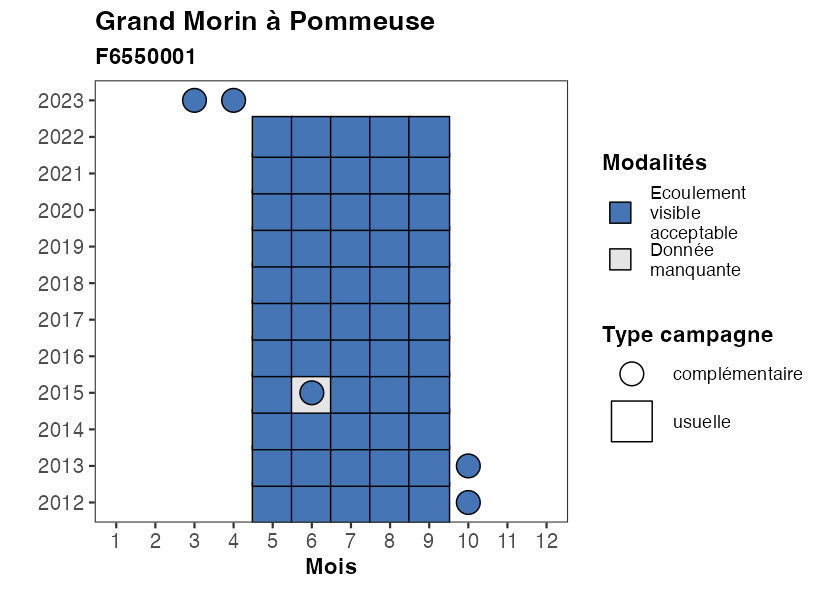 Grand Morin à Pommeuse
F6550001
2023
2022
2021
2020
2019
2018
2017
2016
2015
2014
2013
2012
1 2 3 4 5 6 7 8 9 10 11 12
Mois
Modalités
Ecoulement
visible
acceptable
Donnée
manquante
Type campagne
complémentaire
usuelle